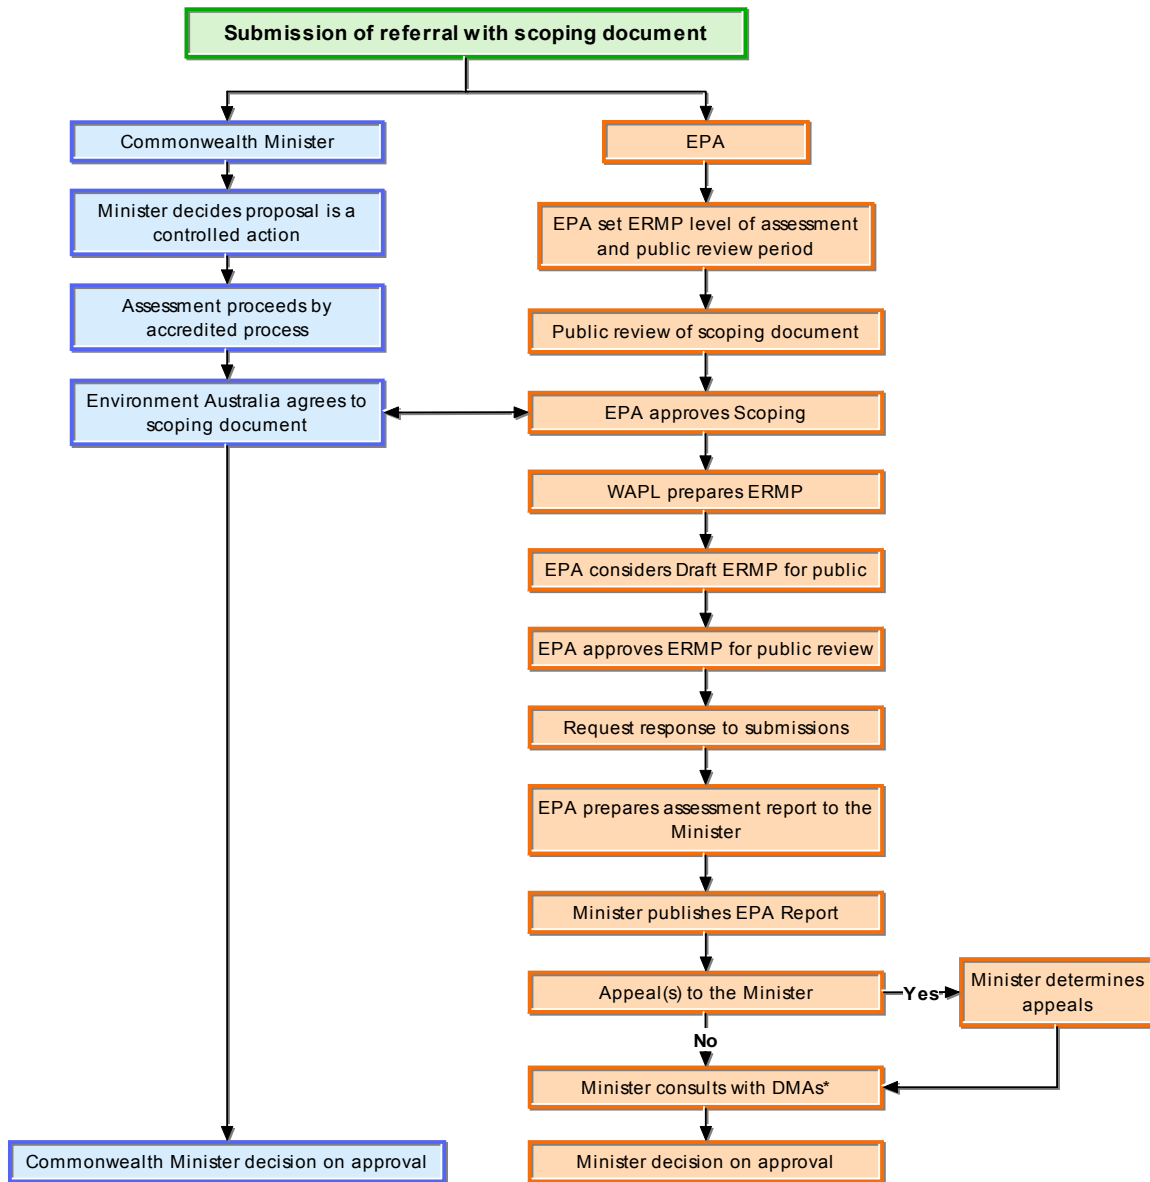 Submission of referral with scoping document
Commonwealth Minister
EPA
Minister decides proposal is a
controlled action
EPA set ERMP level of assessment
and public review period
Assessment proceeds by
accredited process
Public review of scoping document
Environment Australia agrees to
scoping document
EPA approves Scoping
WAPL prepares ERMP
EPA considers Draft ERMP for public
EPA approves ERMP for public review
Request response to submissions
EPA prepares assessment report to the
Minister
Minister publishes EPA Report
Appeal(s) to the Minister
Yes
Minister determines
appeals
No
Minister consults with DMAs*
Commonwealth Minister decision on approval
Minister decision on approval